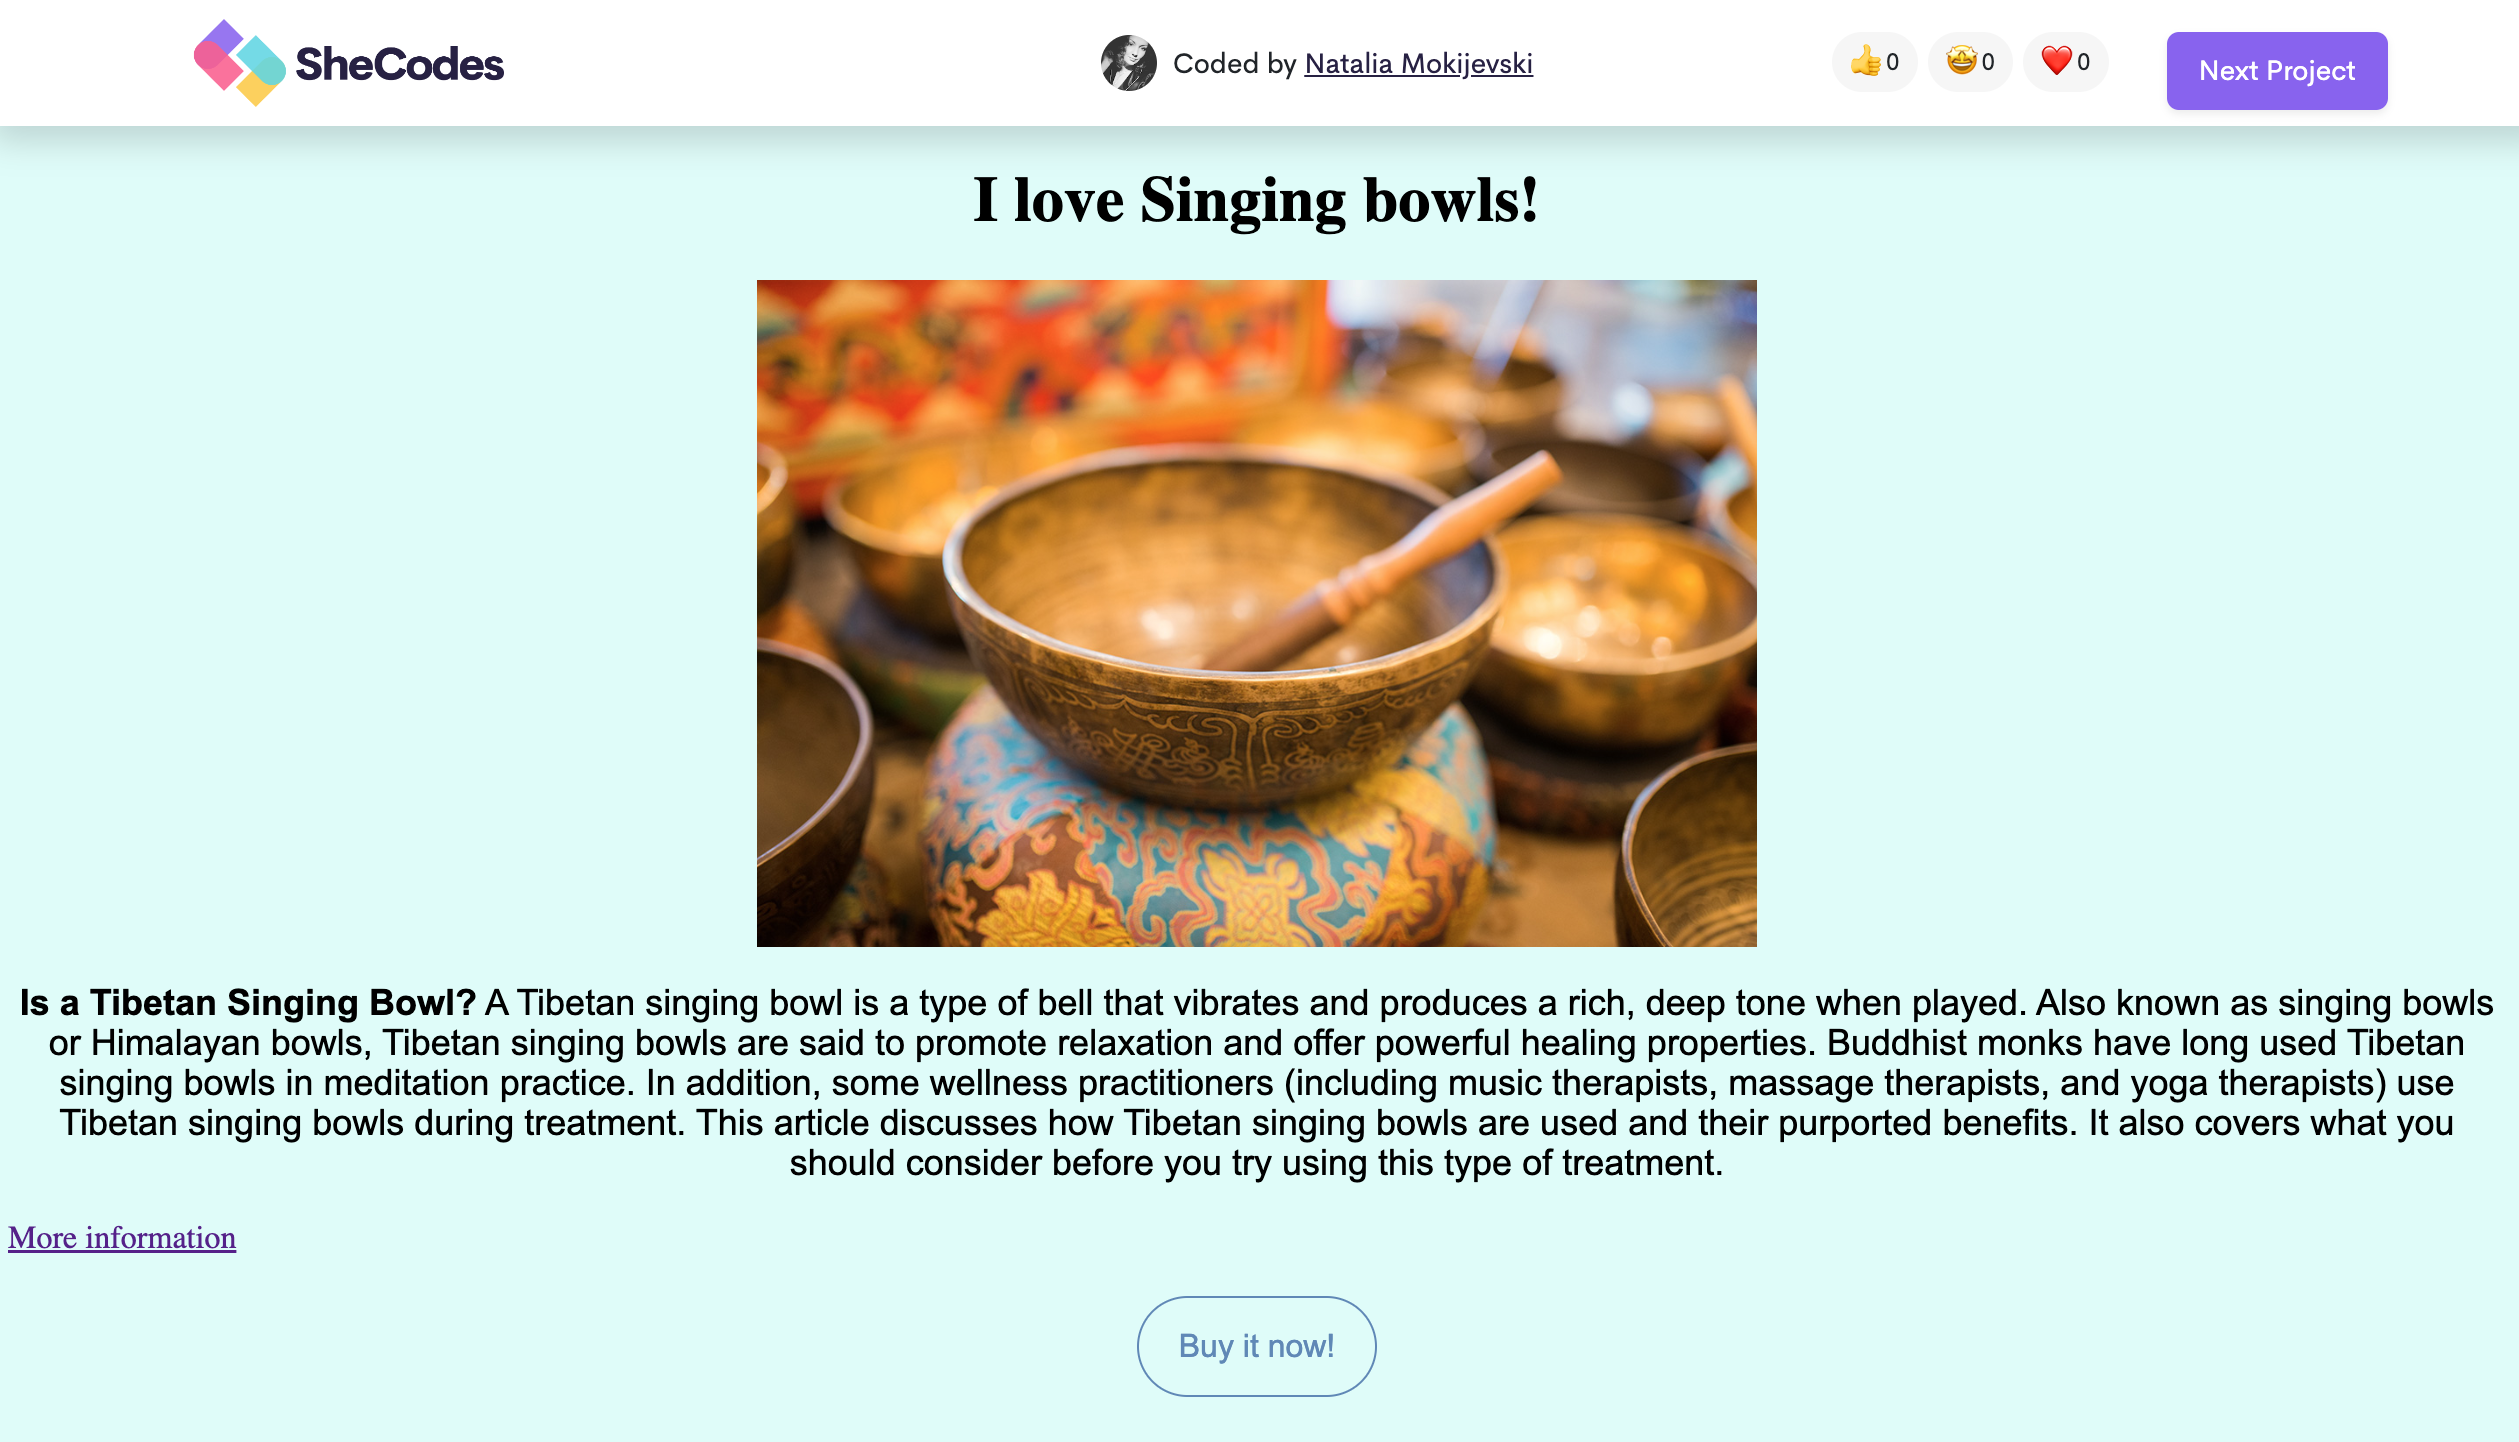 SheCodes
Coded by Natalia Mokijevski
👍 0 🤩 0 ❤️ 0
Next Project
I love Singing bowls!
Is a Tibetan Singing Bowl? A Tibetan singing bowl is a type of bell that vibrates and produces a rich, deep tone when played. Also known as singing bowls
or Himalayan bowls, Tibetan singing bowls are said to promote relaxation and offer powerful healing properties. Buddhist monks have long used Tibetan
singing bowls in meditation practice. In addition, some wellness practitioners (including music therapists, massage therapists, and yoga therapists) use
Tibetan singing bowls during treatment. This article discusses how Tibetan singing bowls are used and their purported benefits. It also covers what you
should consider before you try using this type of treatment.
More information
Buy it now!